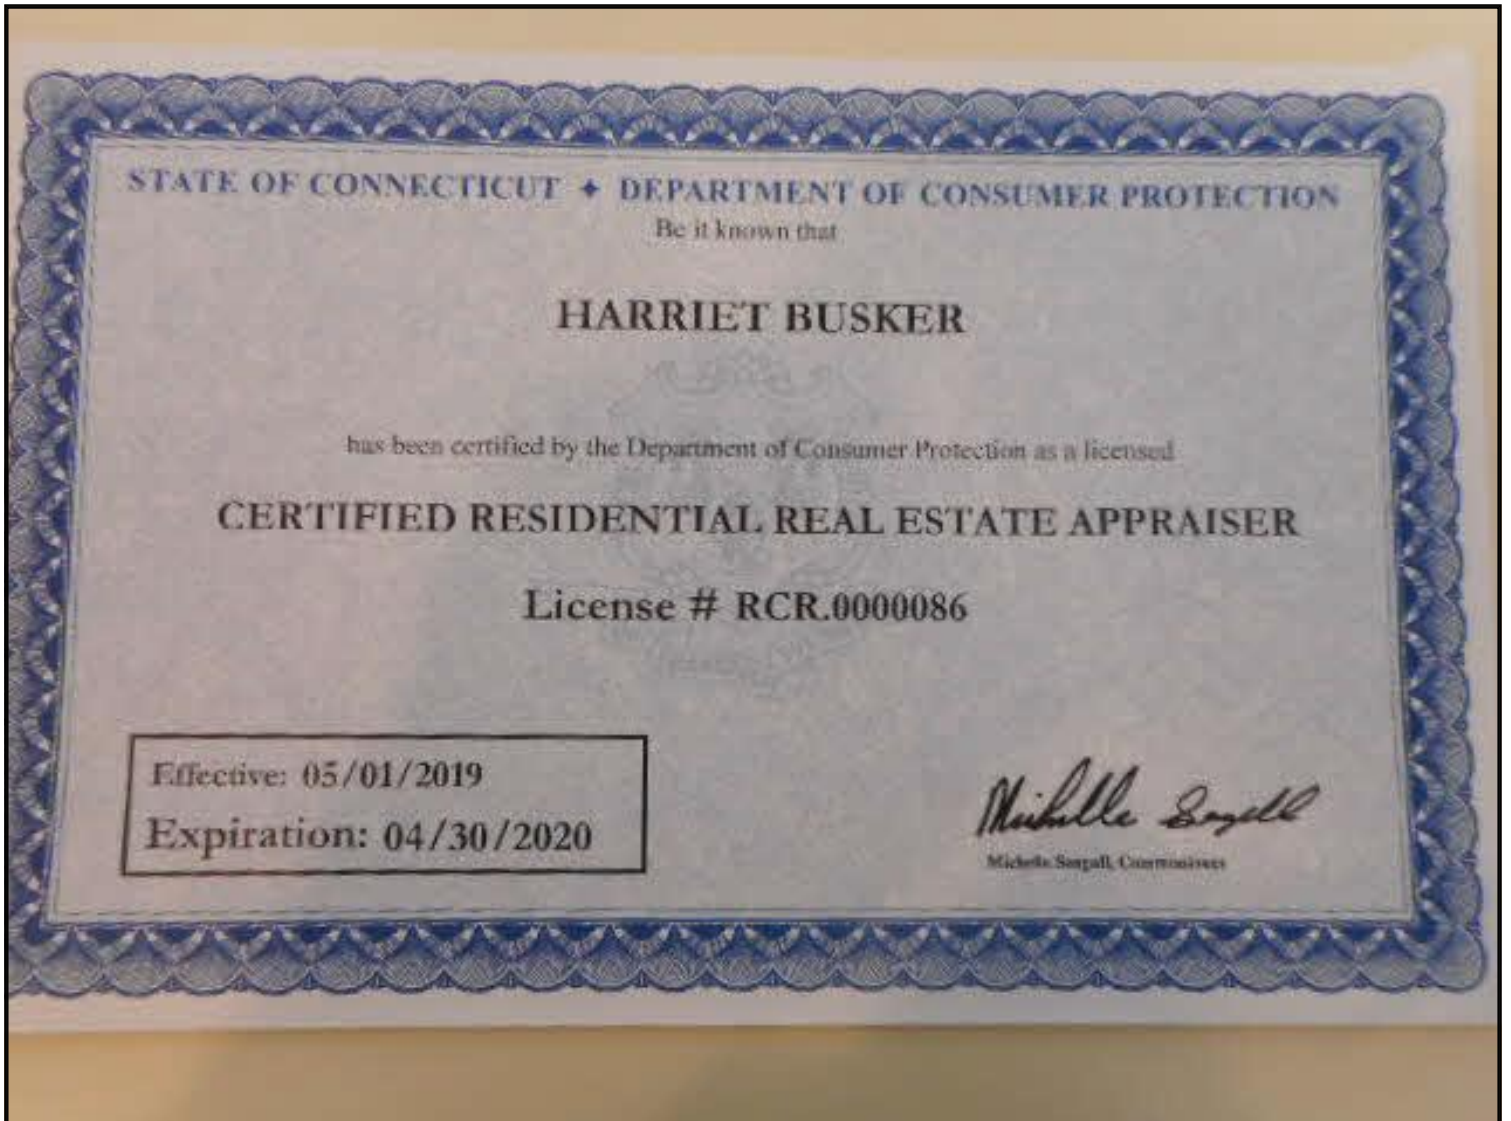 STATE OF CONNECTICUT ✦ DEPARTMENT OF CONSUMER PROTECTION
Be it known that
HARRIET BUSKER
has been certified by the Department of Consumer Protection as a licensed
CERTIFIED RESIDENTIAL REAL ESTATE APPRAISER
License # RCR.0000086
Effective: 05/01/2019
Expiration: 04/30/2020
Michelle
Michelle